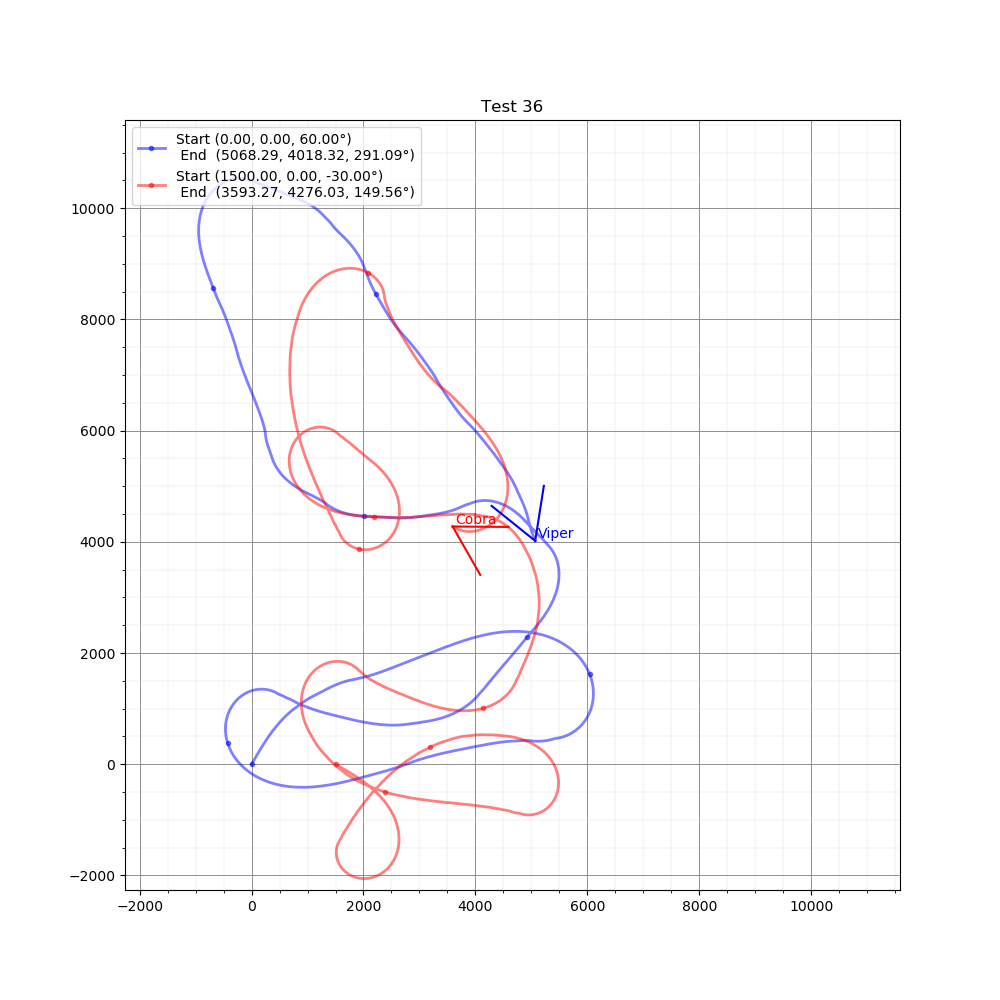 Test 36
Start (0.00, 0.00, 60.00°)
End  (5068.29, 4018.32, 291.09°)
Start (1500.00, 0.00, -30.00°)
End  (3593.27, 4276.03, 149.56°)
10000
8000
6000
4000
2000
0
−2000
Cobra
Viper
−2000 0 2000 4000 6000 8000 10000